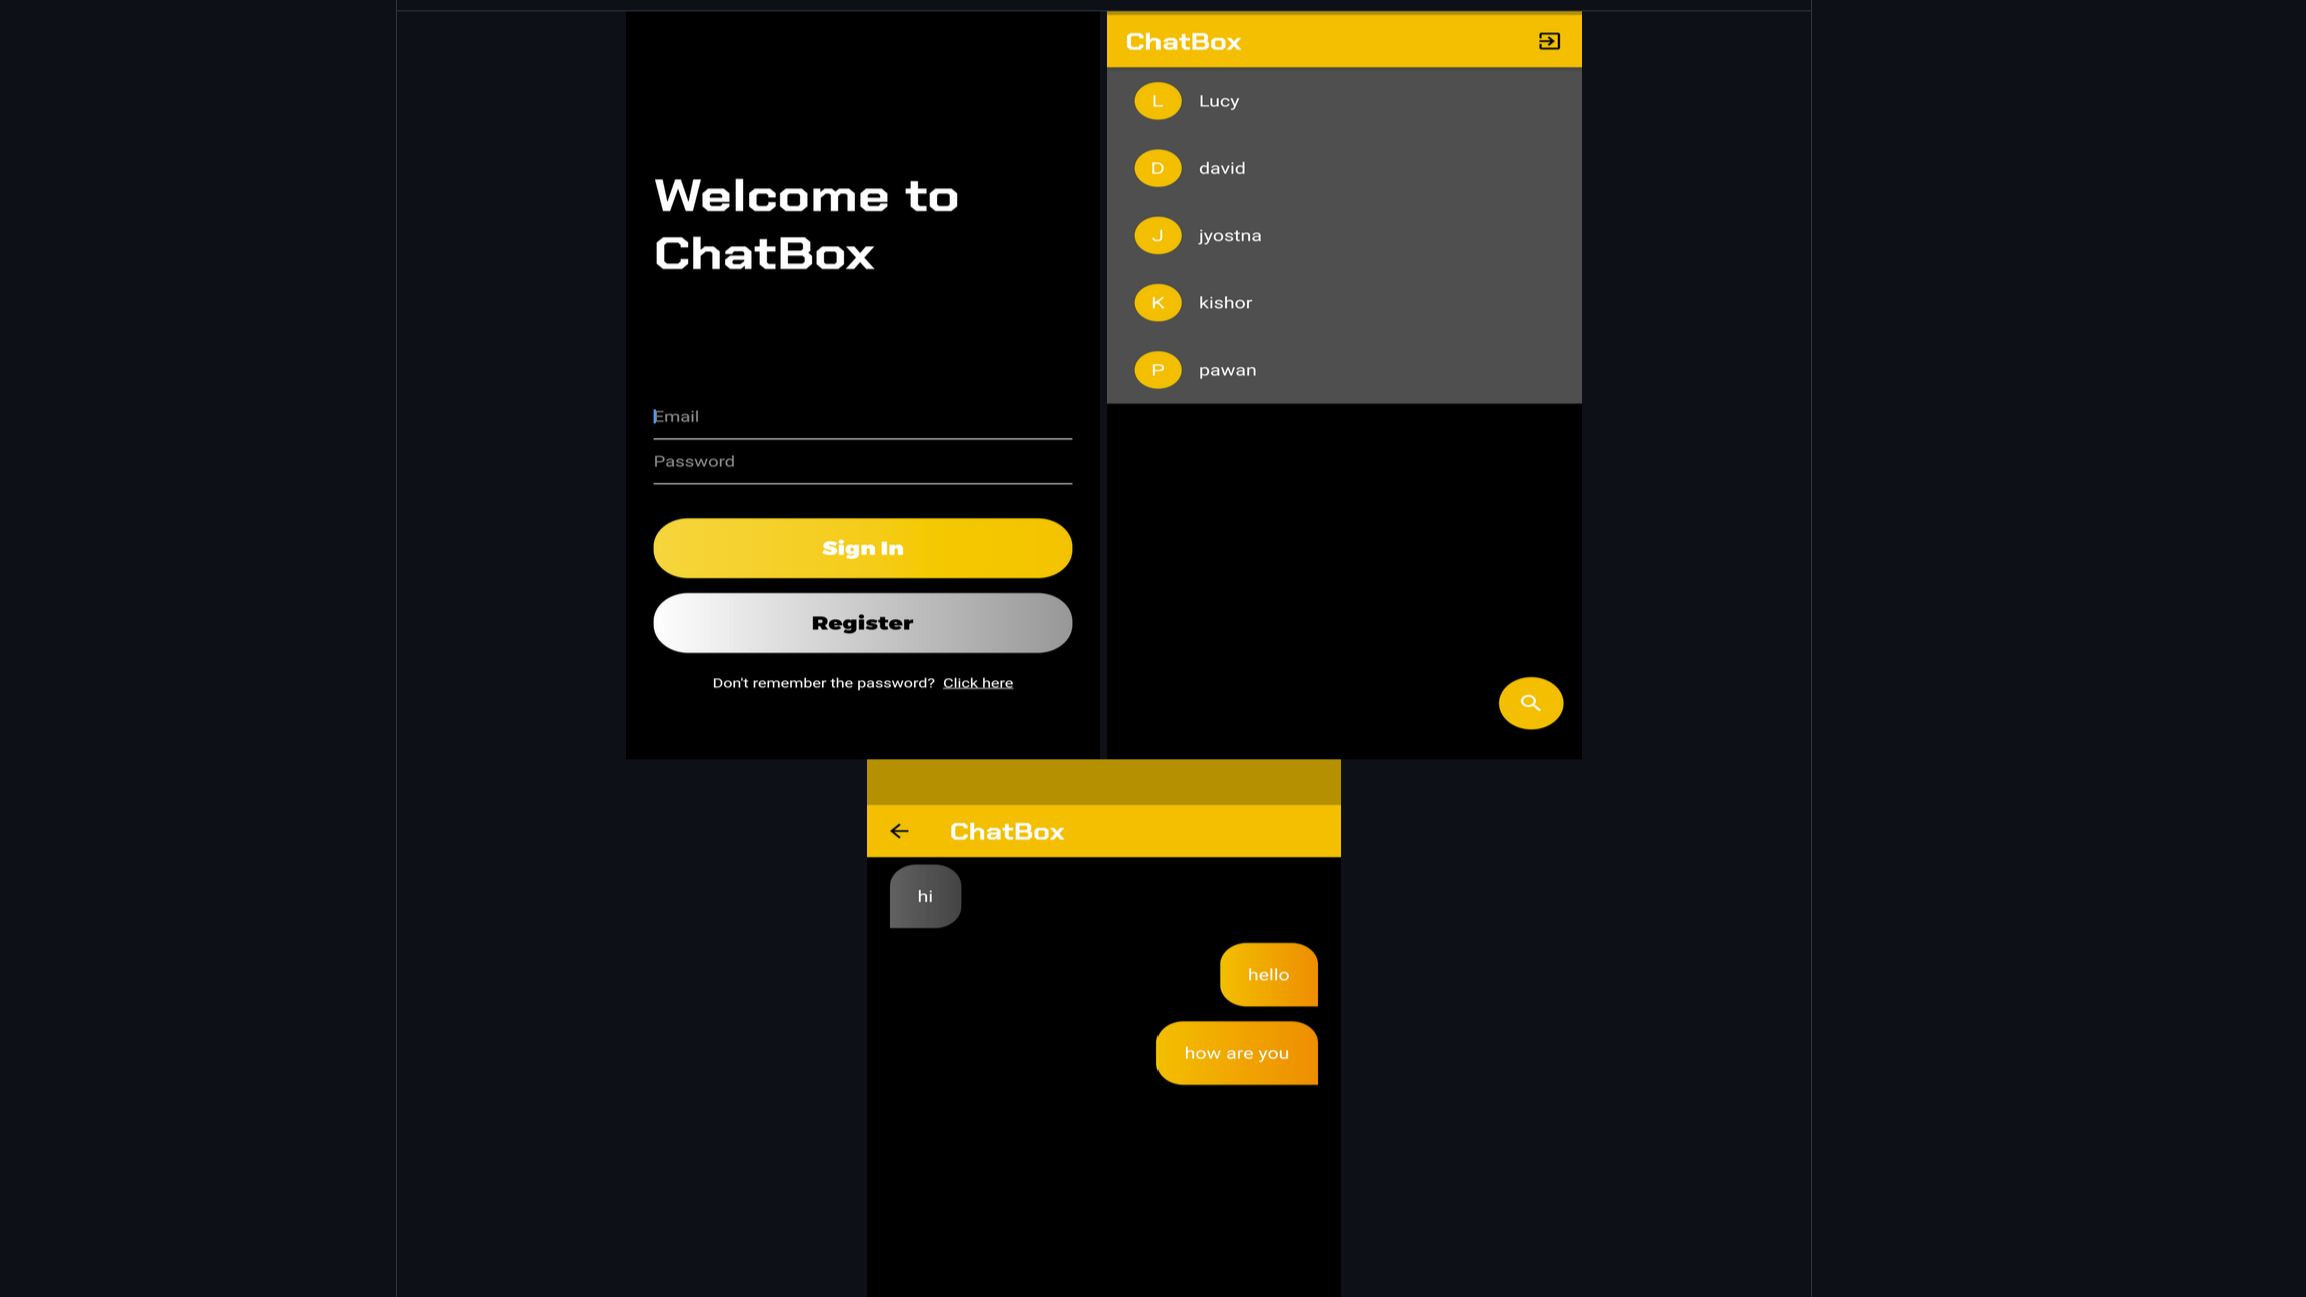 Welcome to
ChatBox
Email
Password
Sign In
Register
Don't remember the password? Click here
ChatBox
L Lucy
D david
J jyostna
K kishor
P pawan
ChatBox
hi
hello
how are you